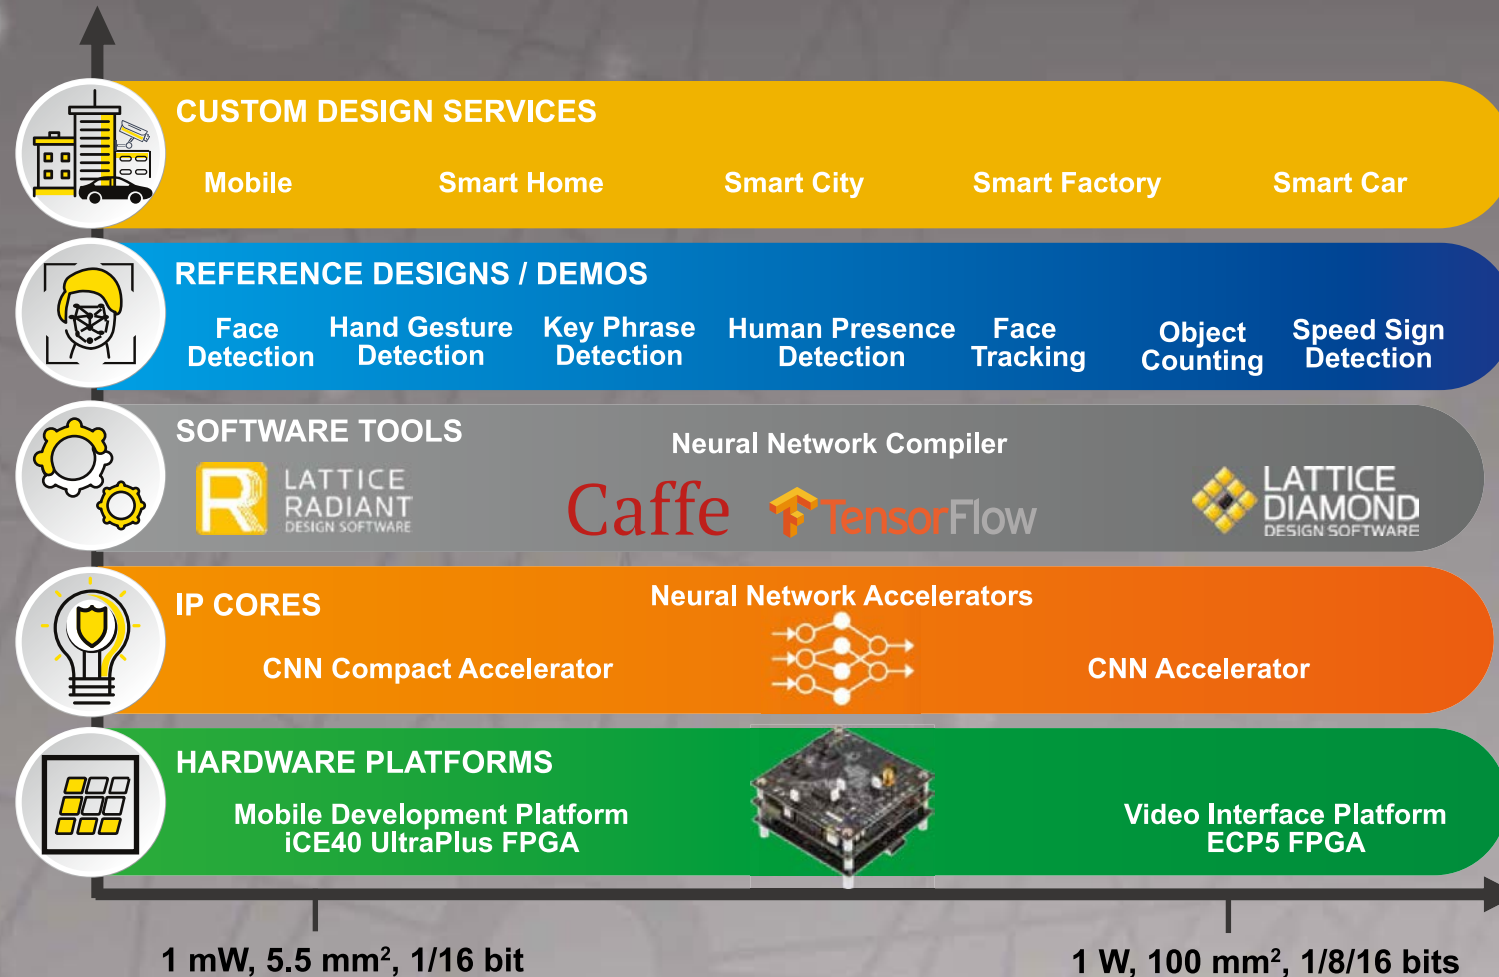 CUSTOM DESIGN SERVICES
Mobile Smart Home Smart City Smart Factory Smart Car
REFERENCE DESIGNS / DEMOS
Face Detection
Hand Gesture Detection
Key Phrase Detection
Human Presence Detection
Face Tracking
Object Counting
Speed Sign Detection
SOFTWARE TOOLS
Neural Network Compiler
R
LATTICE
RADIANT
DESIGN SOFTWARE
Caffe
TensorFlow
LATTICE
DIAMOND
DESIGN SOFTWARE
IP CORES
Neural Network Accelerators
CNN Compact Accelerator
CNN Accelerator
HARDWARE PLATFORMS
Mobile Development Platform
iCE40 UltraPlus FPGA
Video Interface Platform
ECP5 FPGA
1 mW, 5.5 mm², 1/16 bit
1 W, 100 mm², 1/8/16 bits